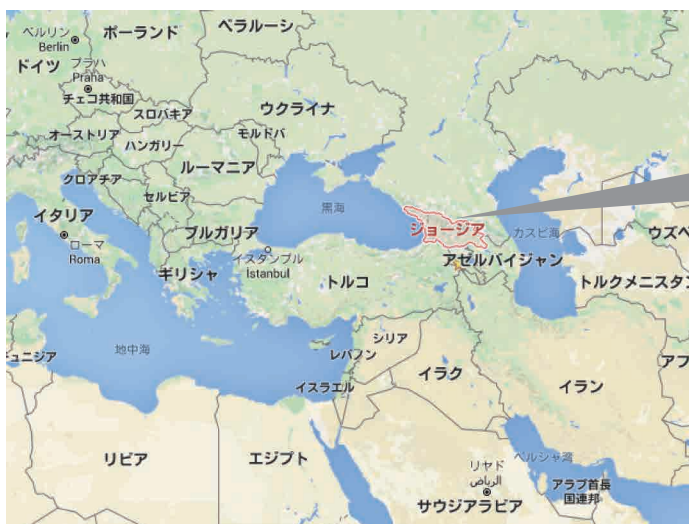 ベルリン
Berlin
ポーランド
ベラルーシ
ドイツ
プラハ
Praha
チェコ共和国
スロバキア
ウクライナ
オーストリア
ハンガリー
モルドバ
ルーマニア
クロアチア
セルビア
イタリア
ローマ
Roma
ブルガリア
黒海
ジョージア
カスピ海
ウズベ
イスタンブル
Istanbul
アゼルバイジャン
ギリシャ
トルコ
トルクメニスタン
チュニジア
地中海
シリア
レバノン
アフ
イスラエル
イラク
イラン
リビア
エジプト
リヤド
الرياض
ペルシャ湾
サウジアラビア
アラブ首長
国連邦